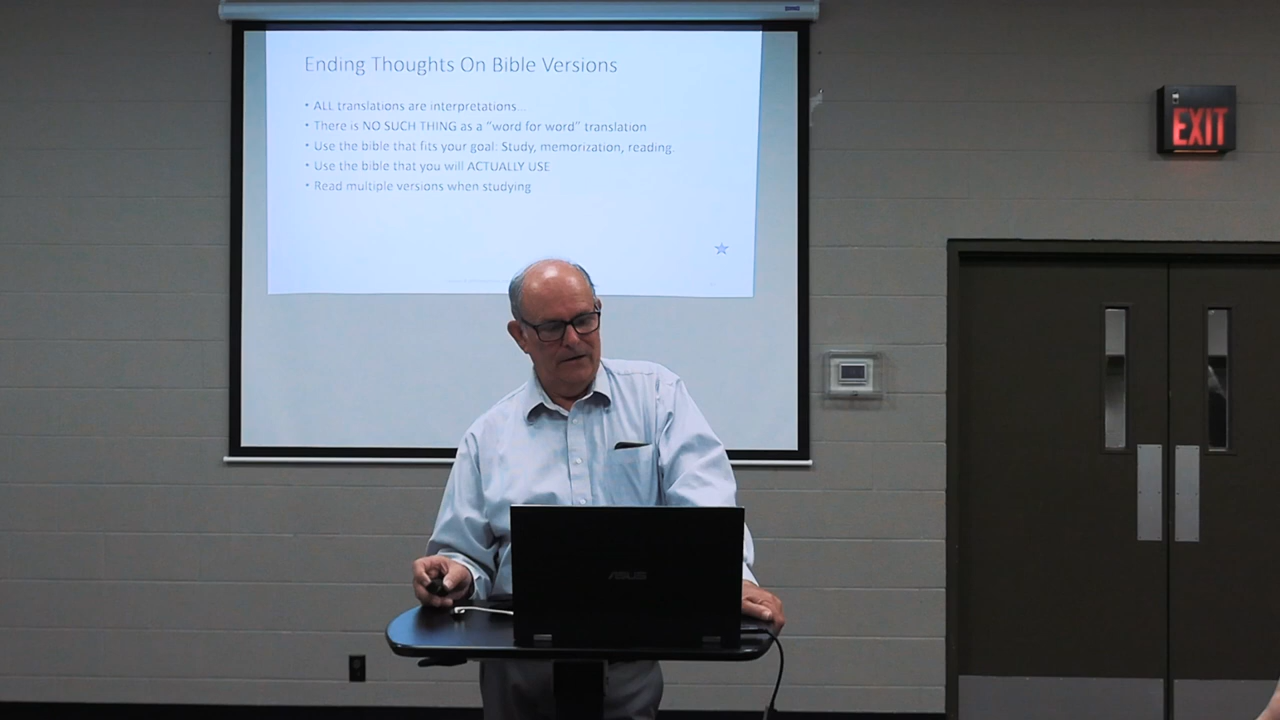 Ending Thoughts On Bible Versions
• ALL translations are interpretations...
• There is NO SUCH THING as a “word for word” translation
• Use the bible that fits your goal: Study, memorization, reading.
• Use the bible that you will ACTUALLY USE
• Read multiple versions when studying
EXIT
ASUS